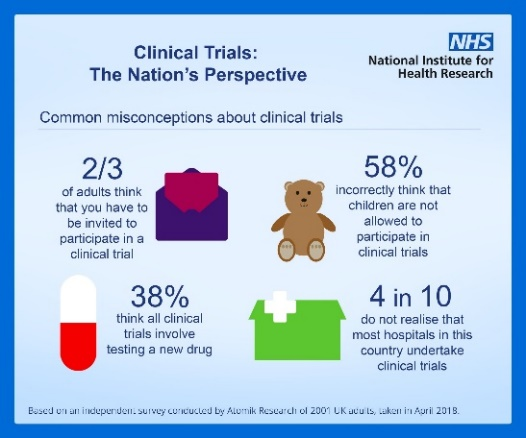 Clinical Trials:
The Nation's Perspective
NHS
National Institute for
Health Research
Common misconceptions about clinical trials
2/3
of adults think
that you have to
be invited to
participate in a
clinical trial
58%
incorrectly think that
children are not
allowed to
participate in
clinical trials
38%
think all clinical
trials involve
testing a new drug
4 in 10
do not realise that
most hospitals in this
country undertake
clinical trials
Based on an independent survey conducted by Atomik Research of 2001 UK adults, taken in April 2018.